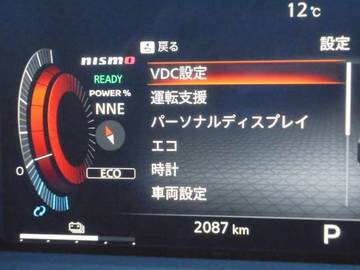 12℃
nismo
戻る
設定
READY
POWER %
NNE
0
ECO
VDC設定
運転支援
パーソナルディスプレイ
エコ
時計
車両設定
2087 km
P